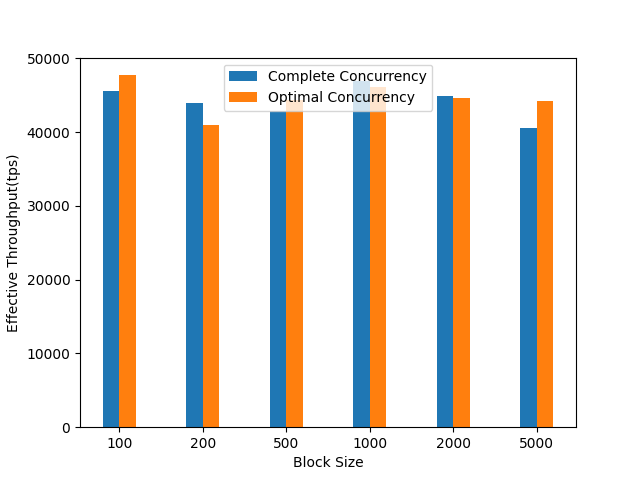 Complete Concurrency
Optimal Concurrency
50000
40000
30000
20000
10000
0
Effective Throughput(tps)
100 200 500 1000 2000 5000
Block Size